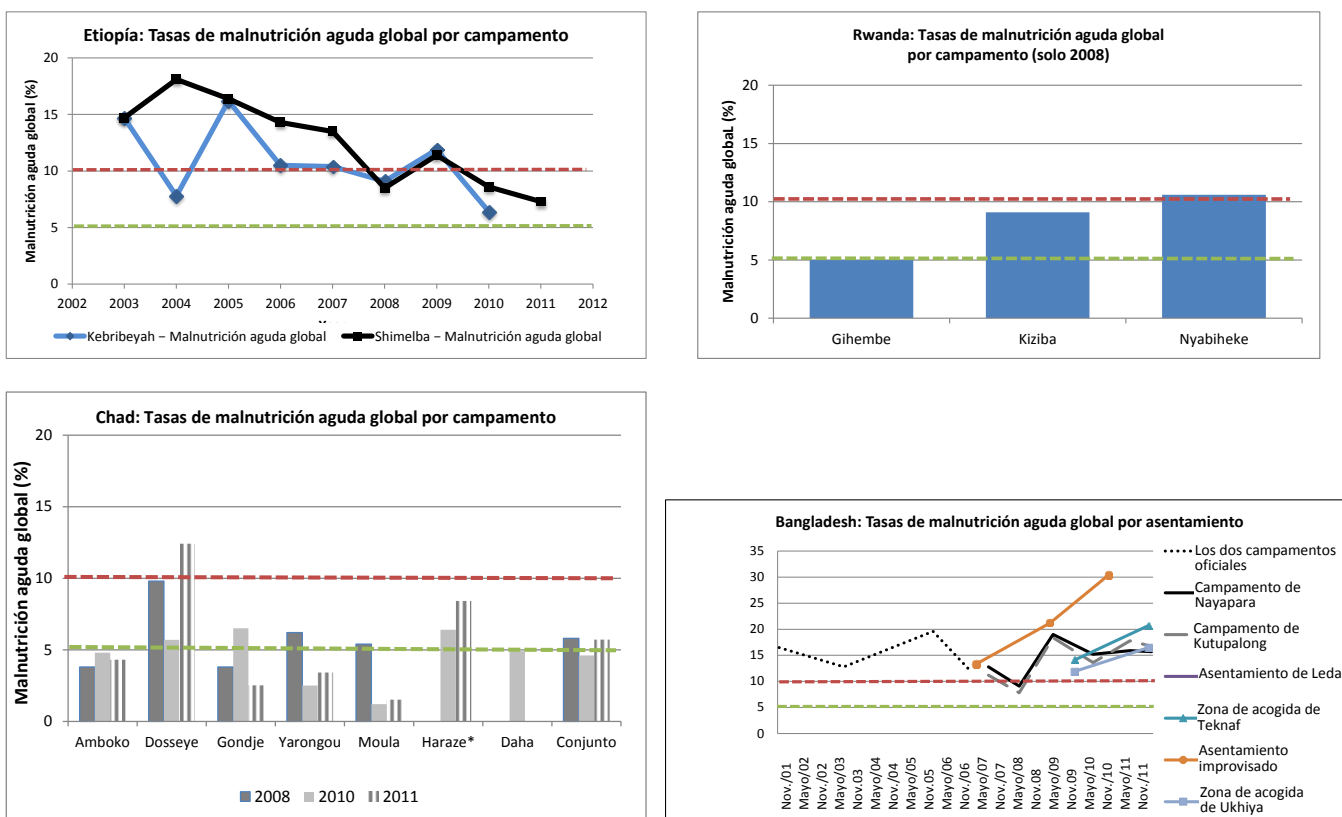 Etiopía: Tasas de malnutrición aguda global por campamento
Malnutrición aguda global (%)
20
15
10
5
0
2002 2003 2004 2005 2006 2007 2008 2009 2010 2011 2012
Kebribeyah – Malnutrición aguda global
Shimelba – Malnutrición aguda global
Rwanda: Tasas de malnutrición aguda global
por campamento (solo 2008)
Malnutrición aguda global (%)
20
15
10
5
0
Gihembe Kiziba Nyabiheke
Chad: Tasas de malnutrición aguda global por campamento
Malnutrición aguda global (%)
20
15
10
5
0
Amboko Dosseye Gondje Yarongou Moula Haraze* Daha Conjunto
2008 2010 2011
Bangladesh: Tasas de malnutrición aguda global por asentamiento
35
30
25
20
15
10
5
0
Nov./01
Mayo/02
Nov./02
Mayo/03
Nov.03
Mayo/04
Nov./04
Mayo/05
Nov.05
Mayo/06
Nov./06
Mayo/07
Nov./07
Mayo/08
Nov.08
Mayo/09
Nov.09
Mayo/10
Nov./10
Mayo/11
Nov./11
Los dos campamentos
oficiales
Campamento de
Nayapara
Campamento de
Kutupalong
Asentamiento de Leda
Zona de acogida de
Teknaf
Asentamiento
improvisado
Zona de acogida
de Ukhiya